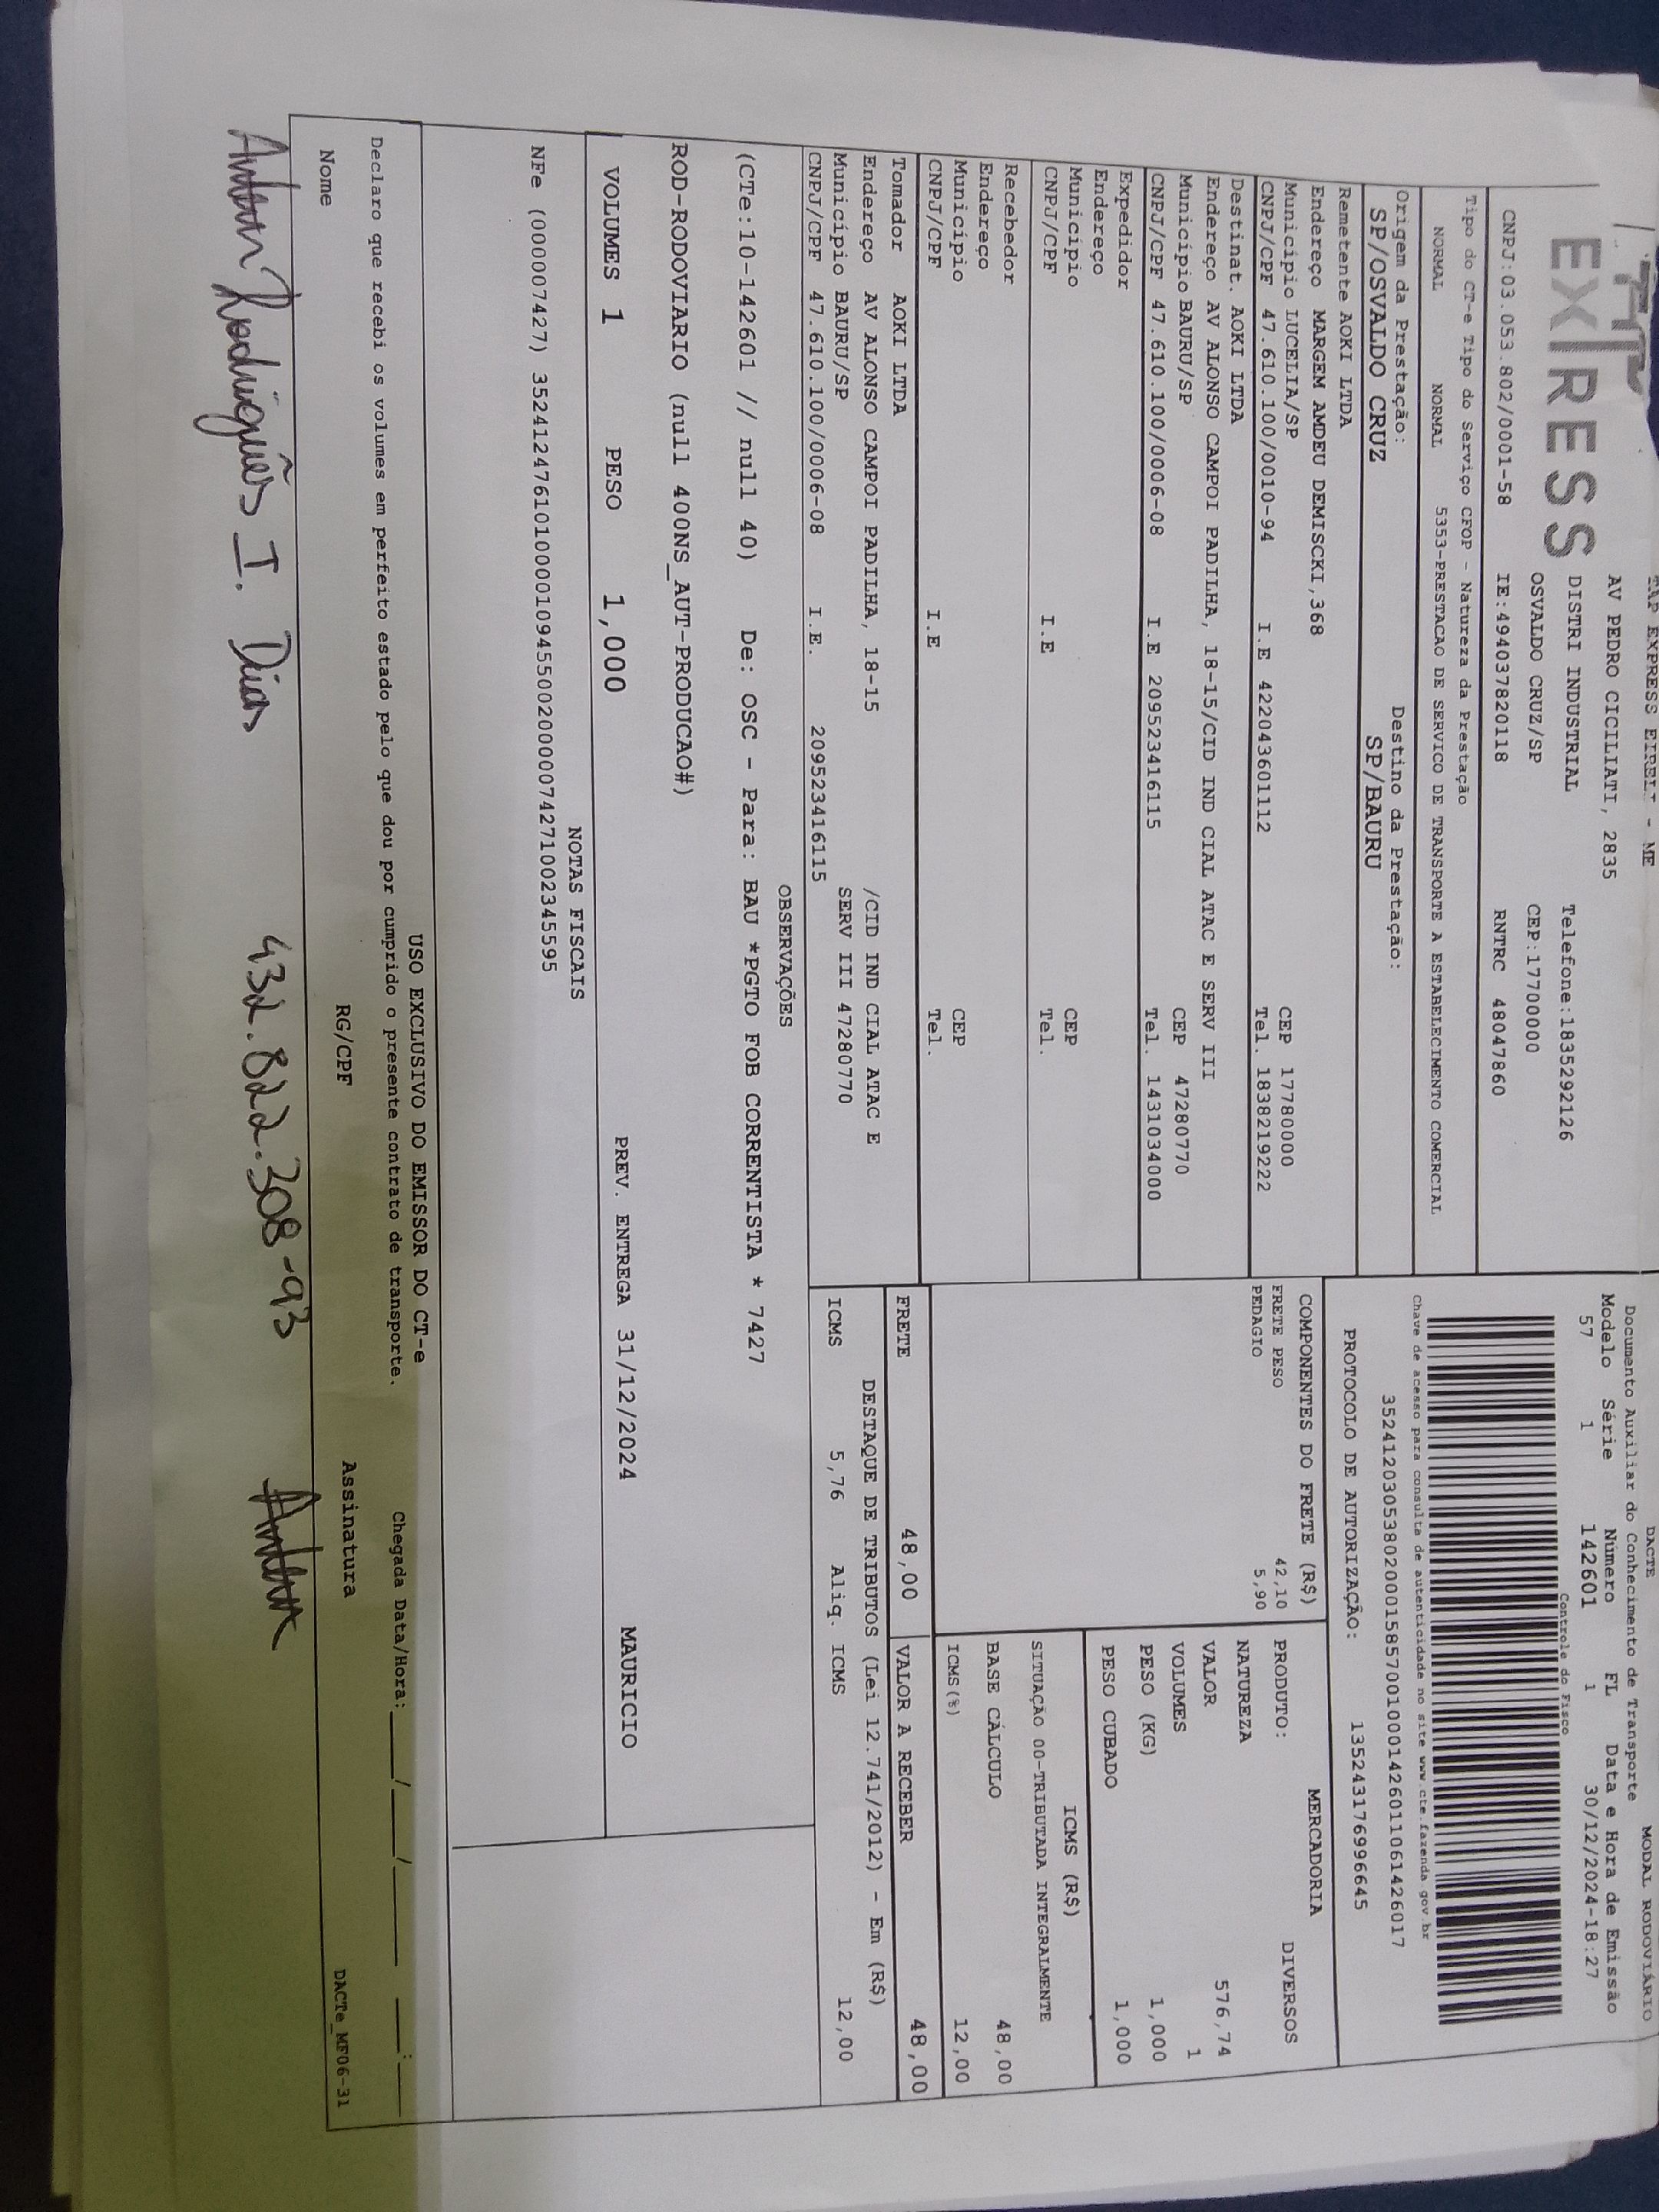 EXPRESS
TAP EXPRESS EIRELI - ME
AV PEDRO CICILIATI, 2835
DISTRI INDUSTRIAL Telefone:1835292126
OSVALDO CRUZ/SP CEP:17700000
CNPJ:03.053.802/0001-58 IE:494037820118 RNTRC 48047860
Tipo do CT-e Tipo do Serviço CFOP - Natureza da Prestação
NORMAL NORMAL 5353-PRESTACAO DE SERVICO DE TRANSPORTE A ESTABELECIMENTO COMERCIAL
Origem da Prestação: Destino da Prestação:
SP/OSVALDO CRUZ SP/BAURU
Remetente AOKI LTDA
Endereço MARGEM AMDEU DEMISCKI,368
Município LUCELIA/SP CEP 17780000
CNPJ/CPF 47.610.100/0010-94 I.E 422043601112 Tel. 1838219222
Destinat. AOKI LTDA
Endereço AV ALONSO CAMPOI PADILHA, 18-15/CID IND CIAL ATAC E SERV III
Município BAURU/SP CEP 47280770
CNPJ/CPF 47.610.100/0006-08 I.E 209523416115 Tel. 1431034000
Expedidor
Endereço
Município CEP
CNPJ/CPF I.E Tel.
Recebedor
Endereço
Município CEP
CNPJ/CPF I.E Tel.
Tomador AOKI LTDA
Endereço AV ALONSO CAMPOI PADILHA, 18-15 /CID IND CIAL ATAC E
Município BAURU/SP SERV III 47280770
CNPJ/CPF 47.610.100/0006-08 I.E. 209523416115
DACTE MODAL RODOVIÁRIO
Documento Auxiliar do Conhecimento de Transporte
Modelo Série Número FL Data e Hora de Emissão
57 1 142601 1 30/12/2024-18:27
Controle do Fisco
Chave de acesso para consulta de autenticidade no site www.cte.fazenda.gov.br
35241203053802000158570010001426011061426017
PROTOCOLO DE AUTORIZAÇÃO: 135243176996645
COMPONENTES DO FRETE (R$)
FRETE PESO 42,10
PEDAGIO 5,90
MERCADORIA
PRODUTO: DIVERSOS
NATUREZA
VALOR 576,74
VOLUMES 1
PESO (KG) 1,000
PESO CUBADO 1,000
ICMS (R$)
SITUAÇÃO 00-TRIBUTADA INTEGRALMENTE
BASE CÁLCULO 48,00
ICMS(%) 12,00
FRETE 48,00 VALOR A RECEBER 48,00
DESTAQUE DE TRIBUTOS (Lei 12.741/2012) - Em (R$)
ICMS 5,76 Aliq. ICMS 12,00
OBSERVAÇÕES
(CTe:10-142601 // null 40) De: OSC - Para: BAU *PGTO FOB CORRENTISTA * 7427
ROD-RODOVIARIO (null 400NS_AUT-PRODUCAO#)
VOLUMES 1 PESO 1,000 PREV. ENTREGA 31/12/2024 MAURICIO
NOTAS FISCAIS
NFe (000007427) 35241247610100001094550020000074271002345595
USO EXCLUSIVO DO EMISSOR DO CT-e
Declaro que recebi os volumes em perfeito estado pelo que dou por cumprido o presente contrato de transporte. Chegada Data/Hora:___/___/_____ ___:___
Nome RG/CPF Assinatura DACTe_MF06-31
Rodrigues I. Dias 432.822.308-93